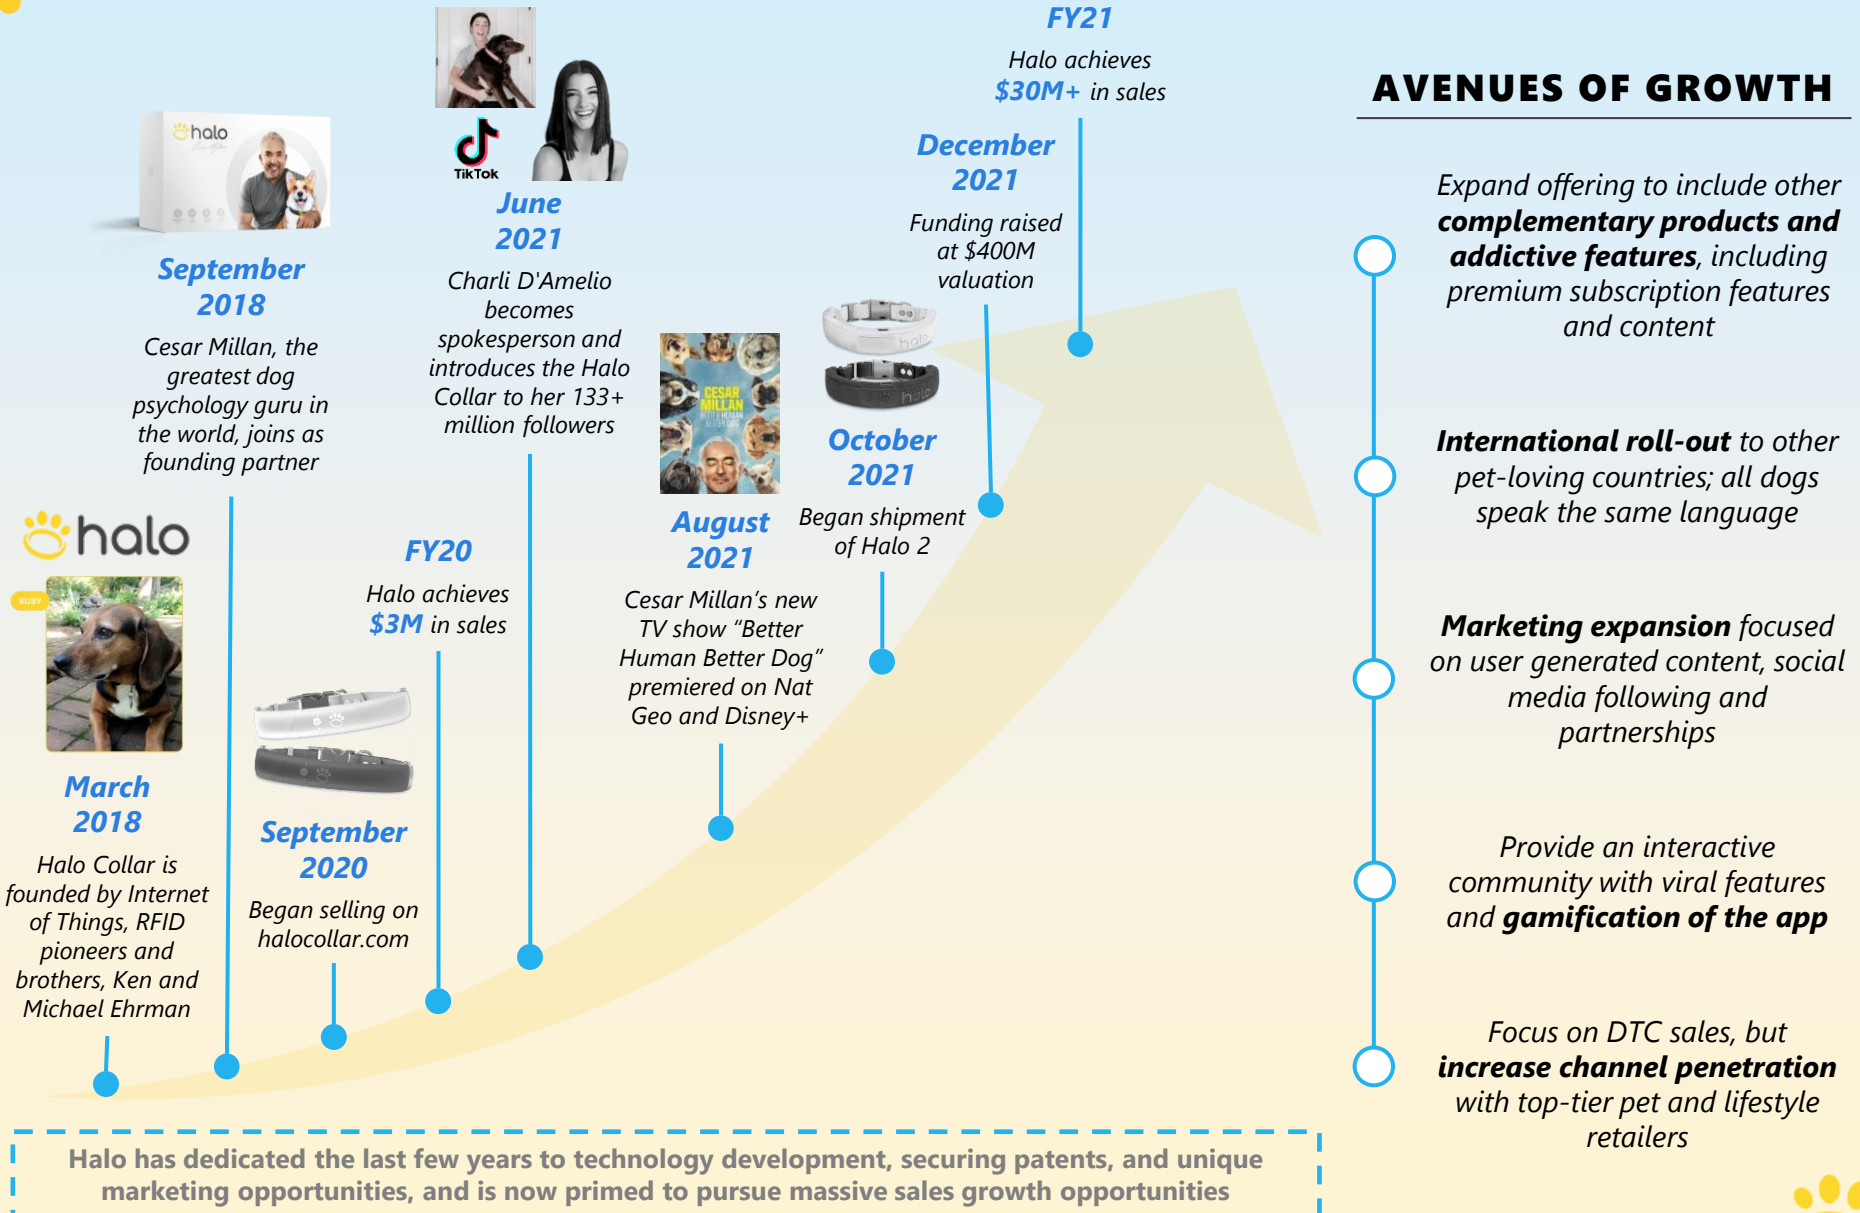 halo
RUBY
March
2018
Halo Collar is
founded by Internet
of Things, RFID
pioneers and
brothers, Ken and
Michael Ehrman
halo
September
2018
Cesar Millan, the
greatest dog
psychology guru in
the world, joins as
founding partner
September
2020
Began selling on
halocollar.com
FY20
Halo achieves
$3M in sales
TikTok
June
2021
Charli D'Amelio
becomes
spokesperson and
introduces the Halo
Collar to her 133+
million followers
CESAR
MILLAN
BETTER HUMAN
BETTER DOG
August
2021
Cesar Millan’s new
TV show “Better
Human Better Dog”
premiered on Nat
Geo and Disney+
halo
halo
October
2021
Began shipment
of Halo 2
December
2021
Funding raised
at $400M
valuation
FY21
Halo achieves
$30M+ in sales
AVENUES OF GROWTH
Expand offering to include other
complementary products and
addictive features, including
premium subscription features
and content
International roll-out to other
pet-loving countries; all dogs
speak the same language
Marketing expansion focused
on user generated content, social
media following and
partnerships
Provide an interactive
community with viral features
and gamification of the app
Focus on DTC sales, but
increase channel penetration
with top-tier pet and lifestyle
retailers
Halo has dedicated the last few years to technology development, securing patents, and unique
marketing opportunities, and is now primed to pursue massive sales growth opportunities